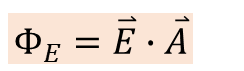 Φ_E = E⃗ · A⃗